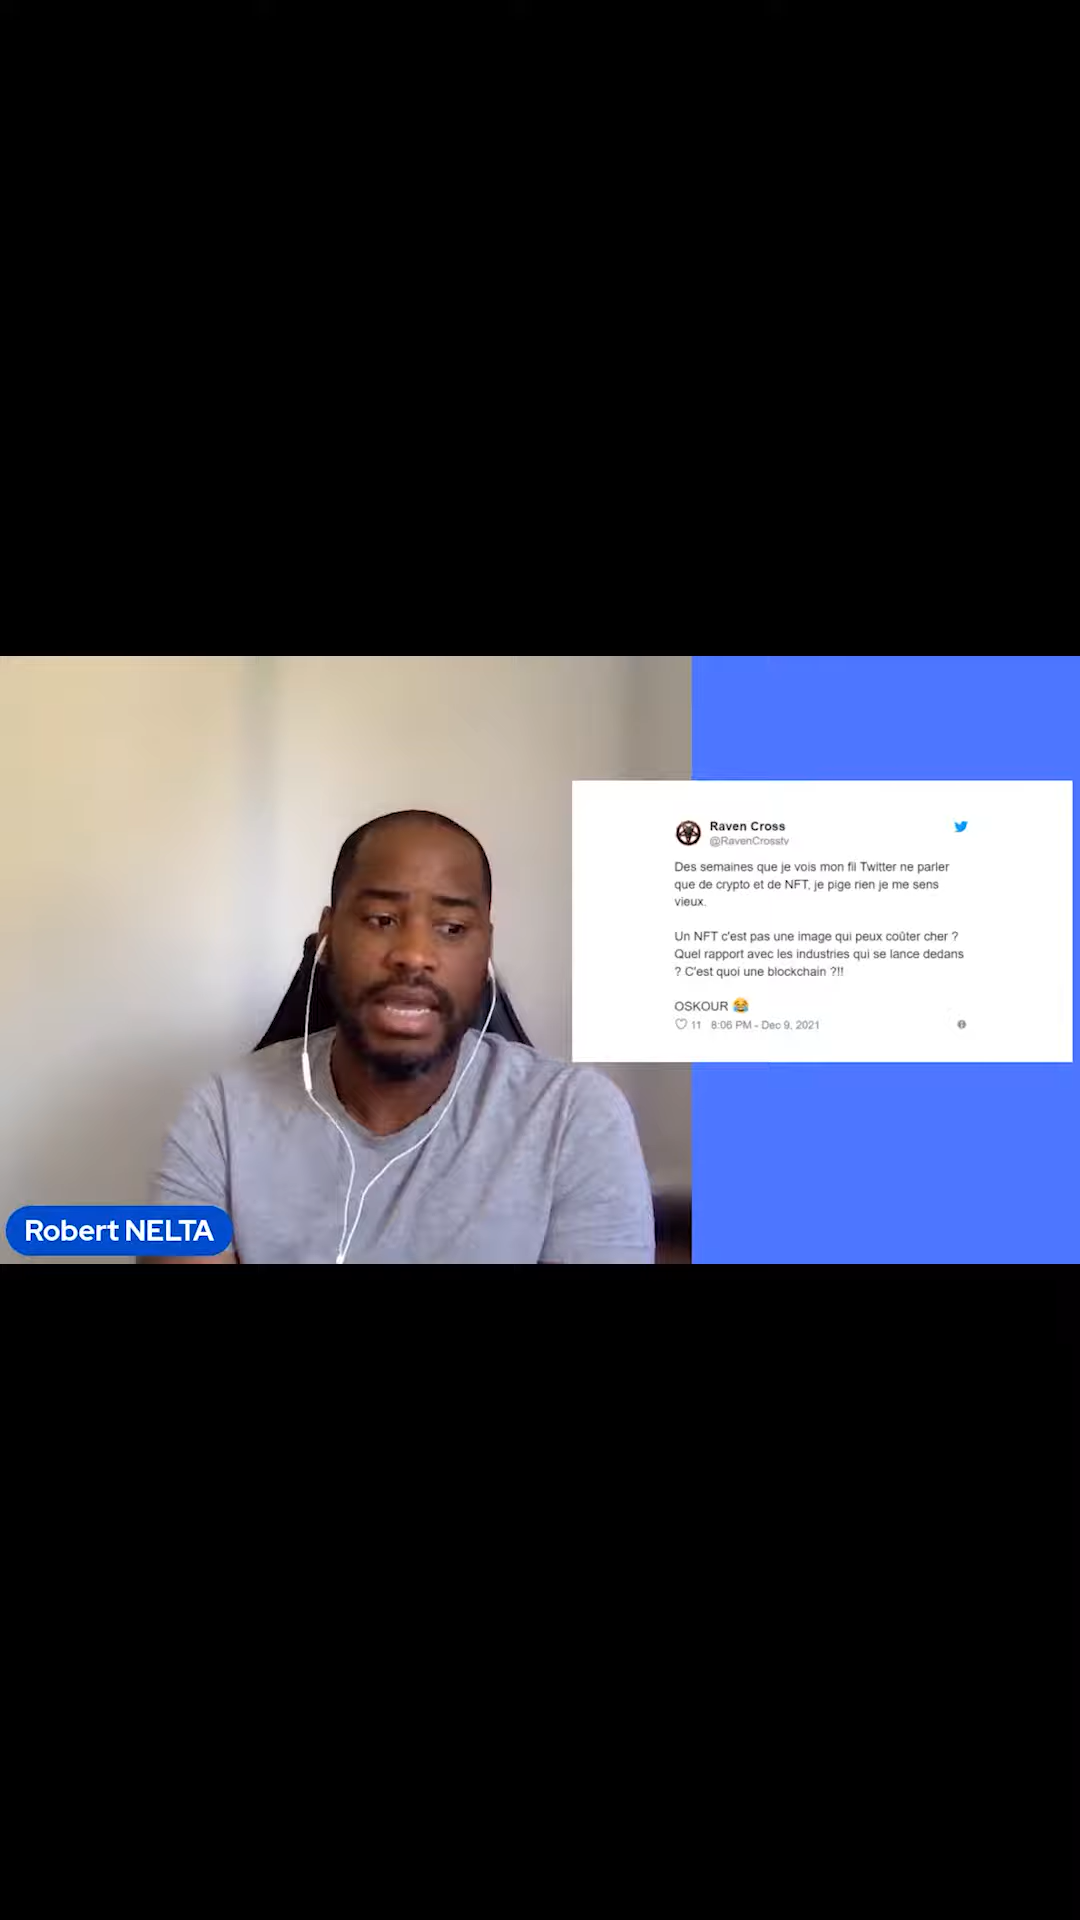 Raven Cross
@RavenCrosstv
Des semaines que je vois mon fil Twitter ne parler
que de crypto et de NFT, je pige rien je me sens
vieux.
Un NFT c'est pas une image qui peux coûter cher ?
Quel rapport avec les industries qui se lance dedans
? C'est quoi une blockchain ?!!
OSKOUR 😂
11 8:06 PM - Dec 9, 2021
Robert NELTA